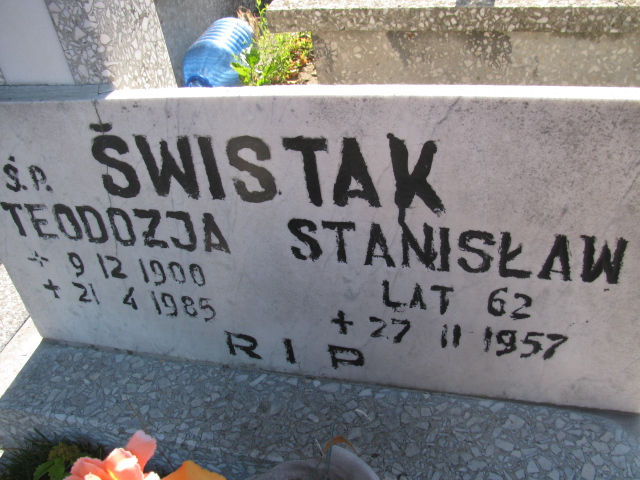 Ś.P. ŚWISTAK
TEODOZJA
* 9 12 1900
+ 21 4 1985
STANISŁAW
LAT 62
+ 27 11 1957
R I P